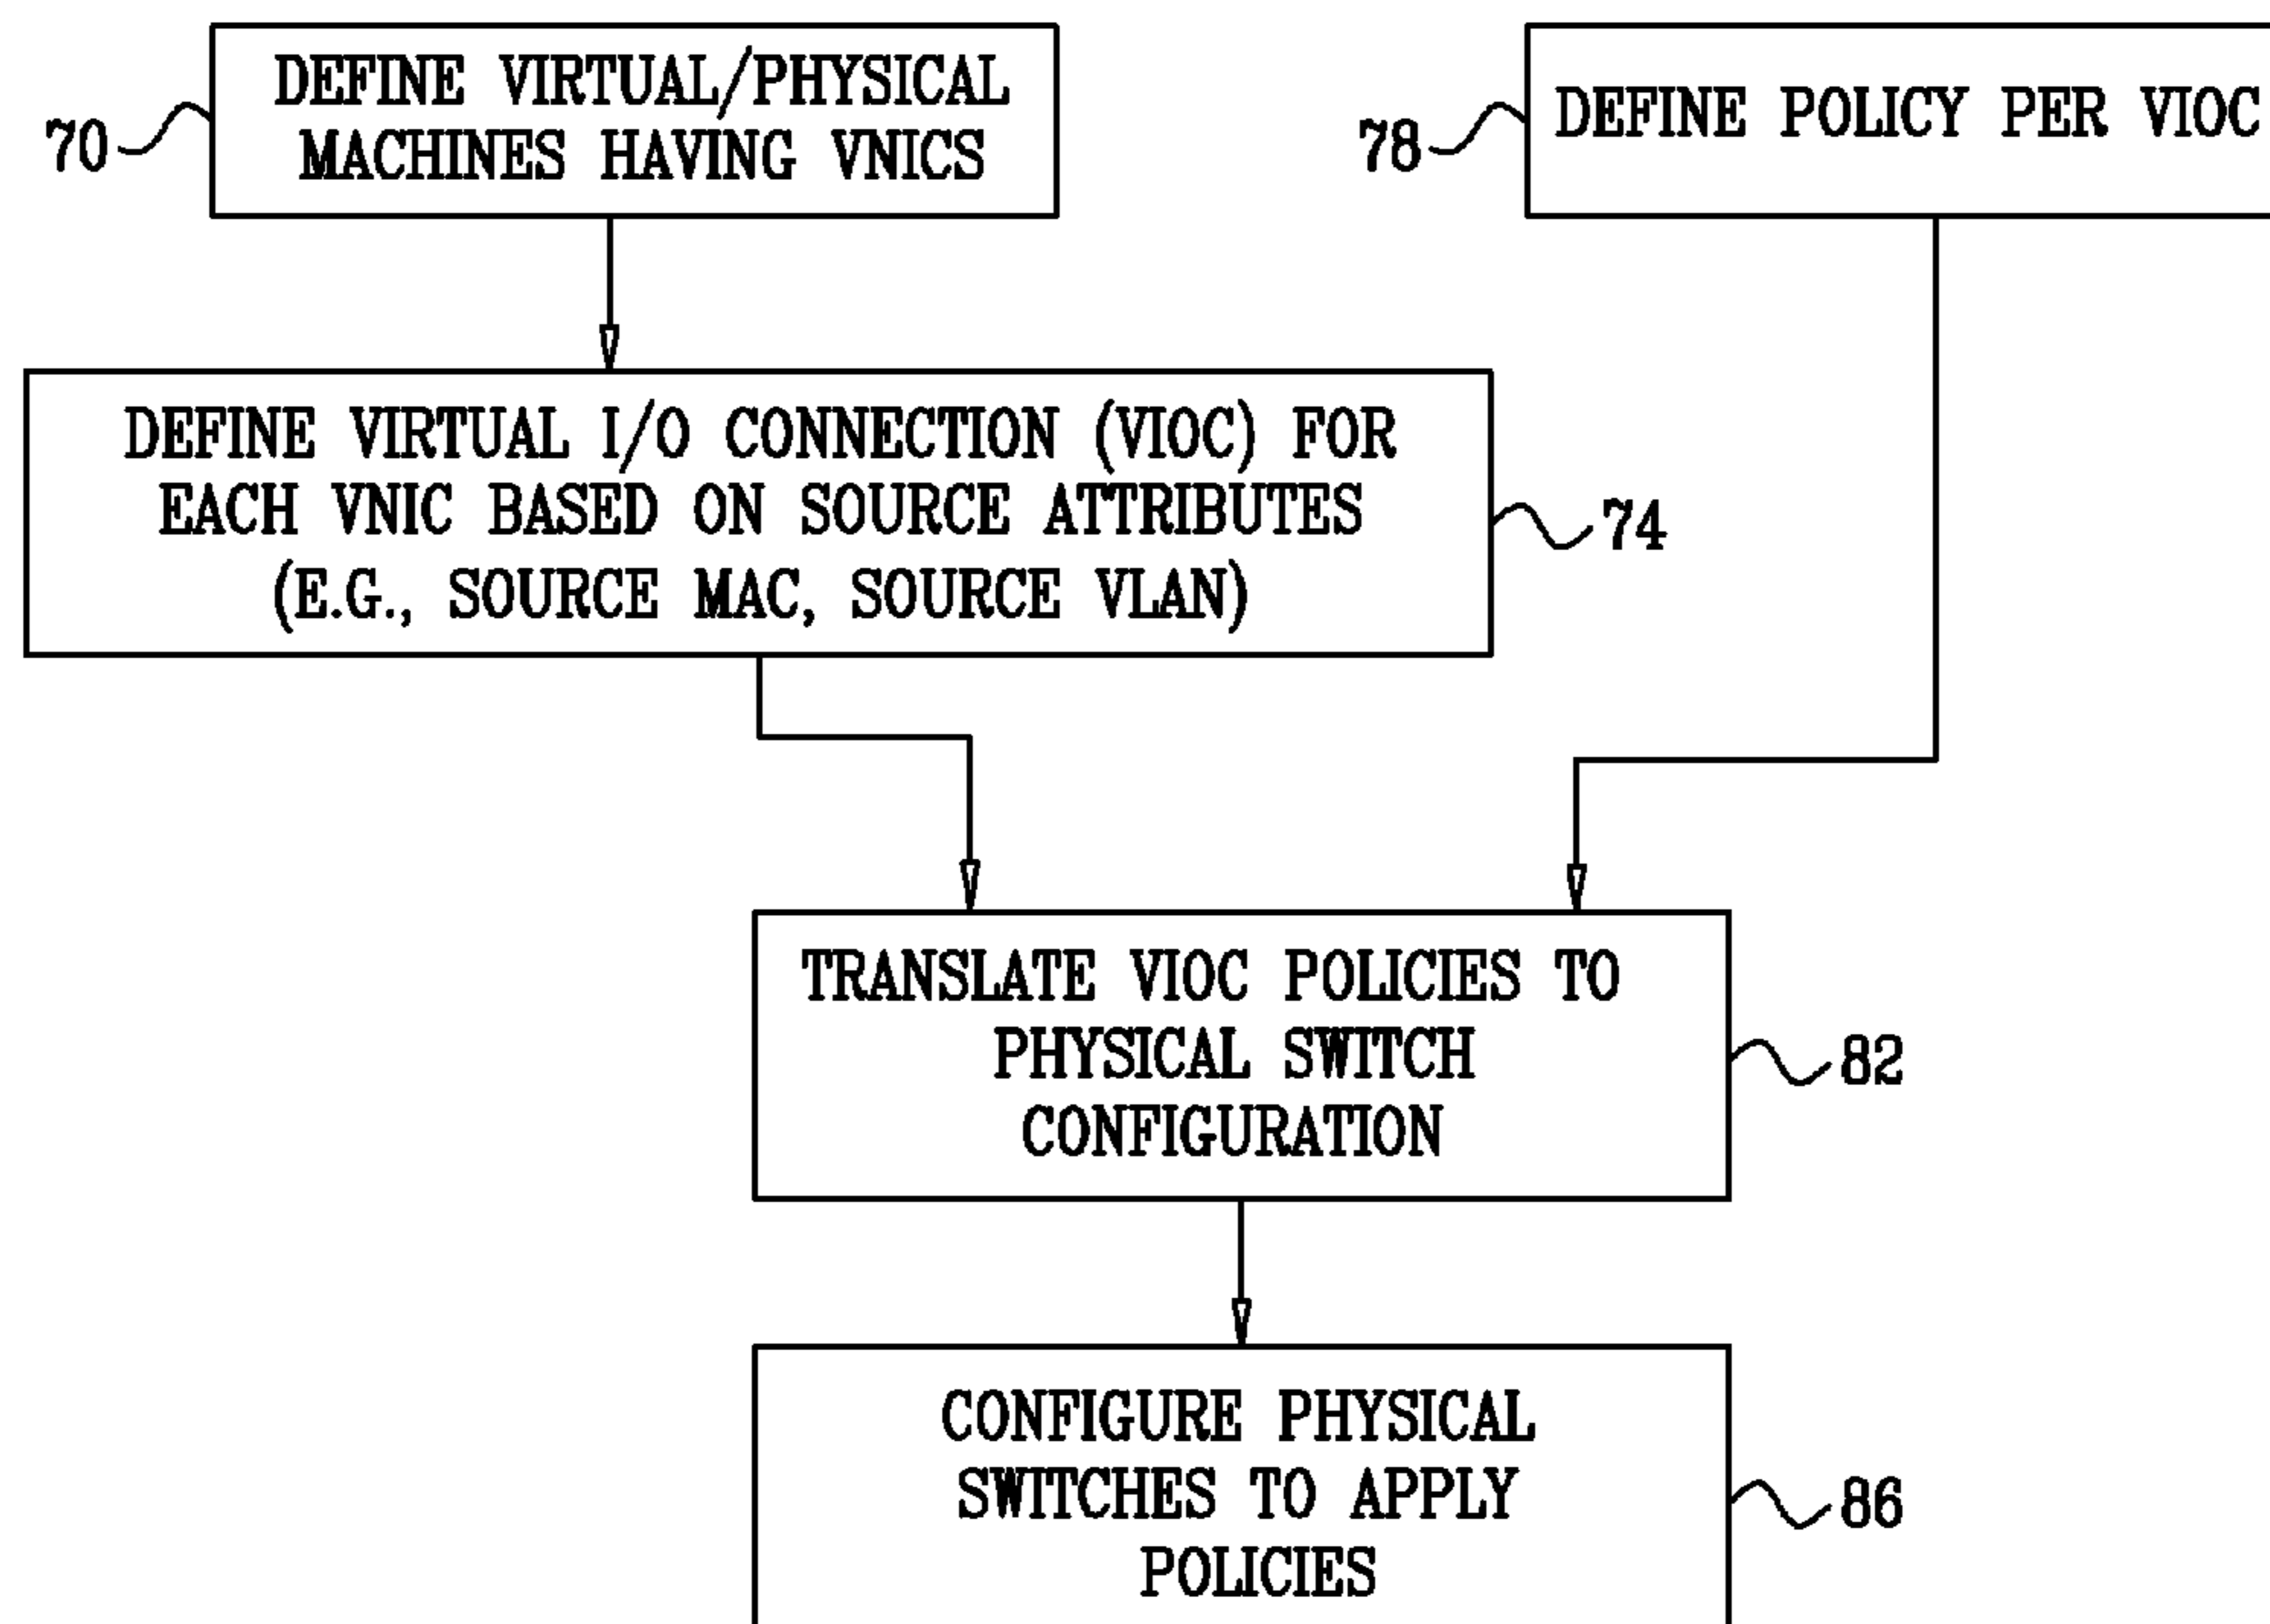 DEFINE VIRTUAL/PHYSICAL
MACHINES HAVING VNICS
70
DEFINE POLICY PER VIOC
78
DEFINE VIRTUAL I/O CONNECTION (VIOC) FOR
EACH VNIC BASED ON SOURCE ATTRIBUTES
(E.G., SOURCE MAC, SOURCE VLAN)
74
TRANSLATE VIOC POLICIES TO
PHYSICAL SWITCH
CONFIGURATION
82
CONFIGURE PHYSICAL
SWITCHES TO APPLY
POLICIES
86